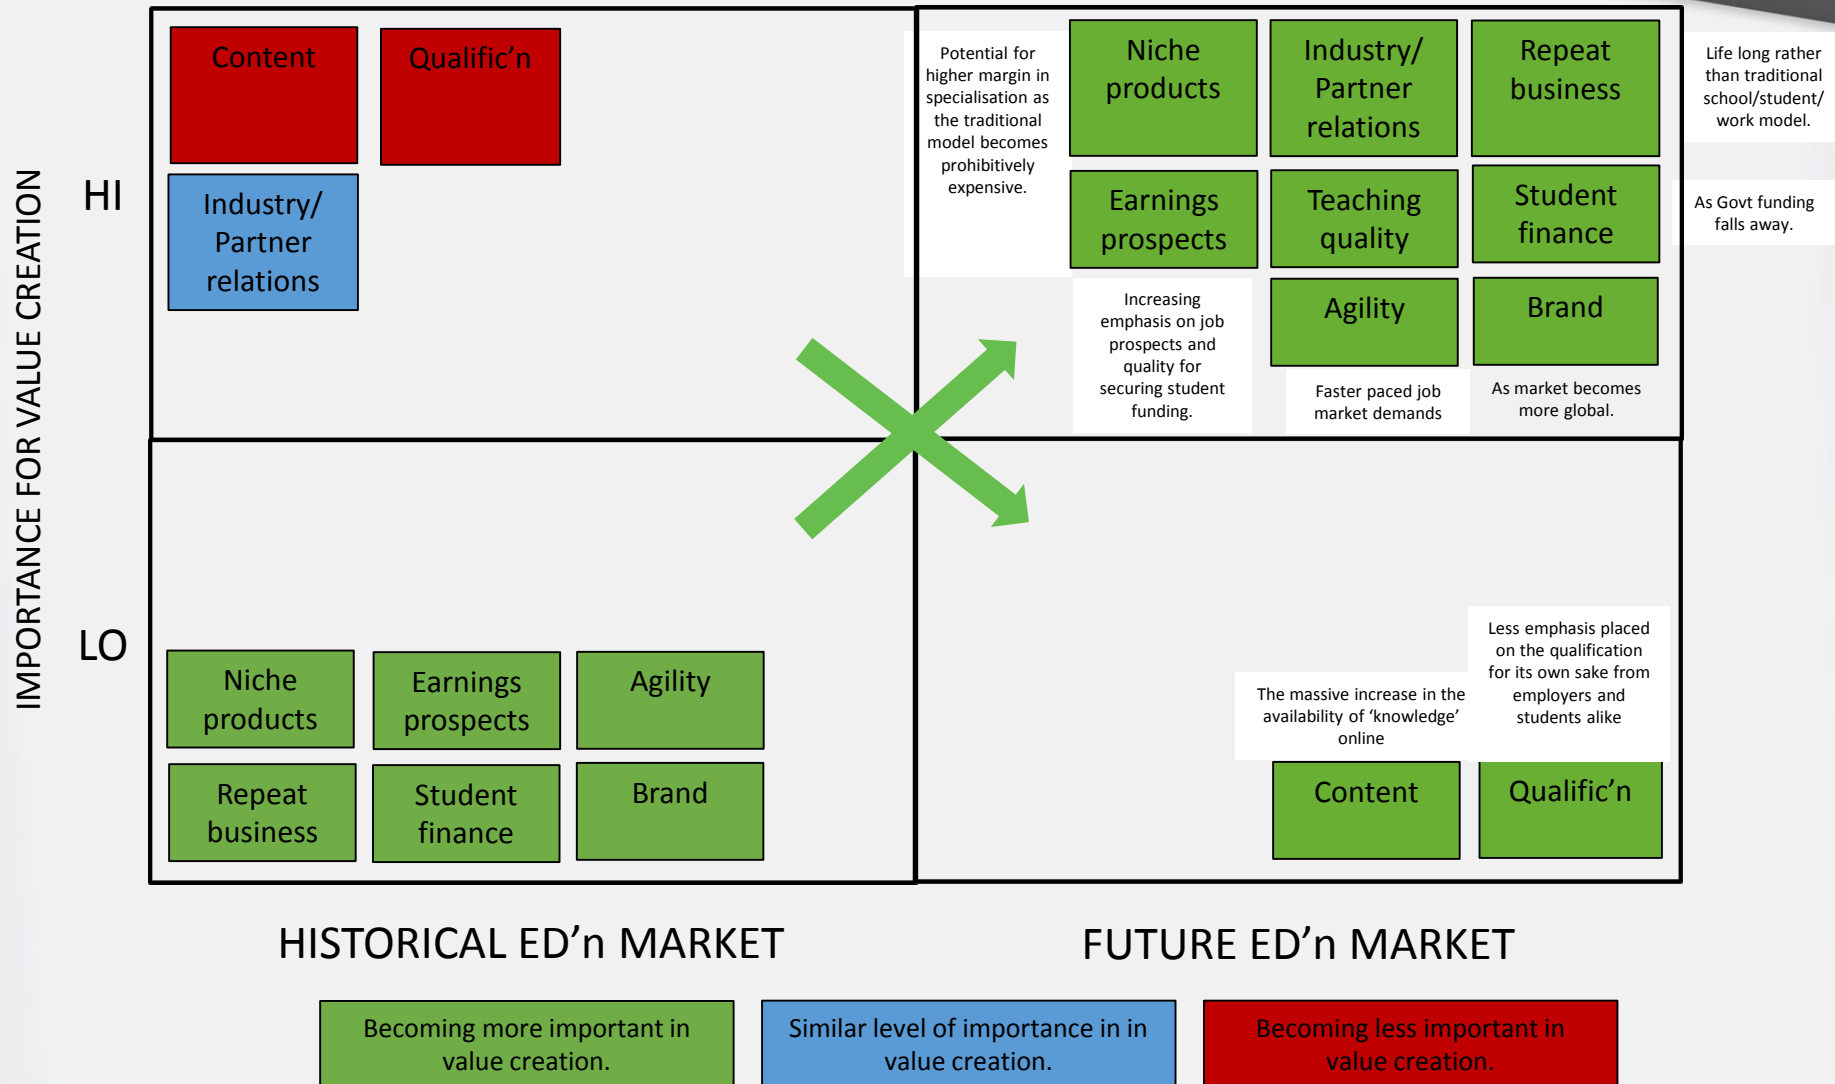 IMPORTANCE FOR VALUE CREATION
HI
LO
Content
Qualific’n
Industry/
Partner
relations
Potential for
higher margin in
specialisation as
the traditional
model becomes
prohibitively
expensive.
Niche
products
Industry/
Partner
relations
Repeat
business
Life long rather
than traditional
school/student/
work model.
Earnings
prospects
Teaching
quality
Student
finance
As Govt funding
falls away.
Increasing
emphasis on job
prospects and
quality for
securing student
funding.
Agility
Brand
Faster paced job
market demands
As market becomes
more global.
Niche
products
Earnings
prospects
Agility
Repeat
business
Student
finance
Brand
The massive increase in the
availability of ‘knowledge’
online
Less emphasis placed
on the qualification
for its own sake from
employers and
students alike
Content
Qualific’n
HISTORICAL ED’n MARKET
FUTURE ED’n MARKET
Becoming more important in
value creation.
Similar level of importance in in
value creation.
Becoming less important in
value creation.